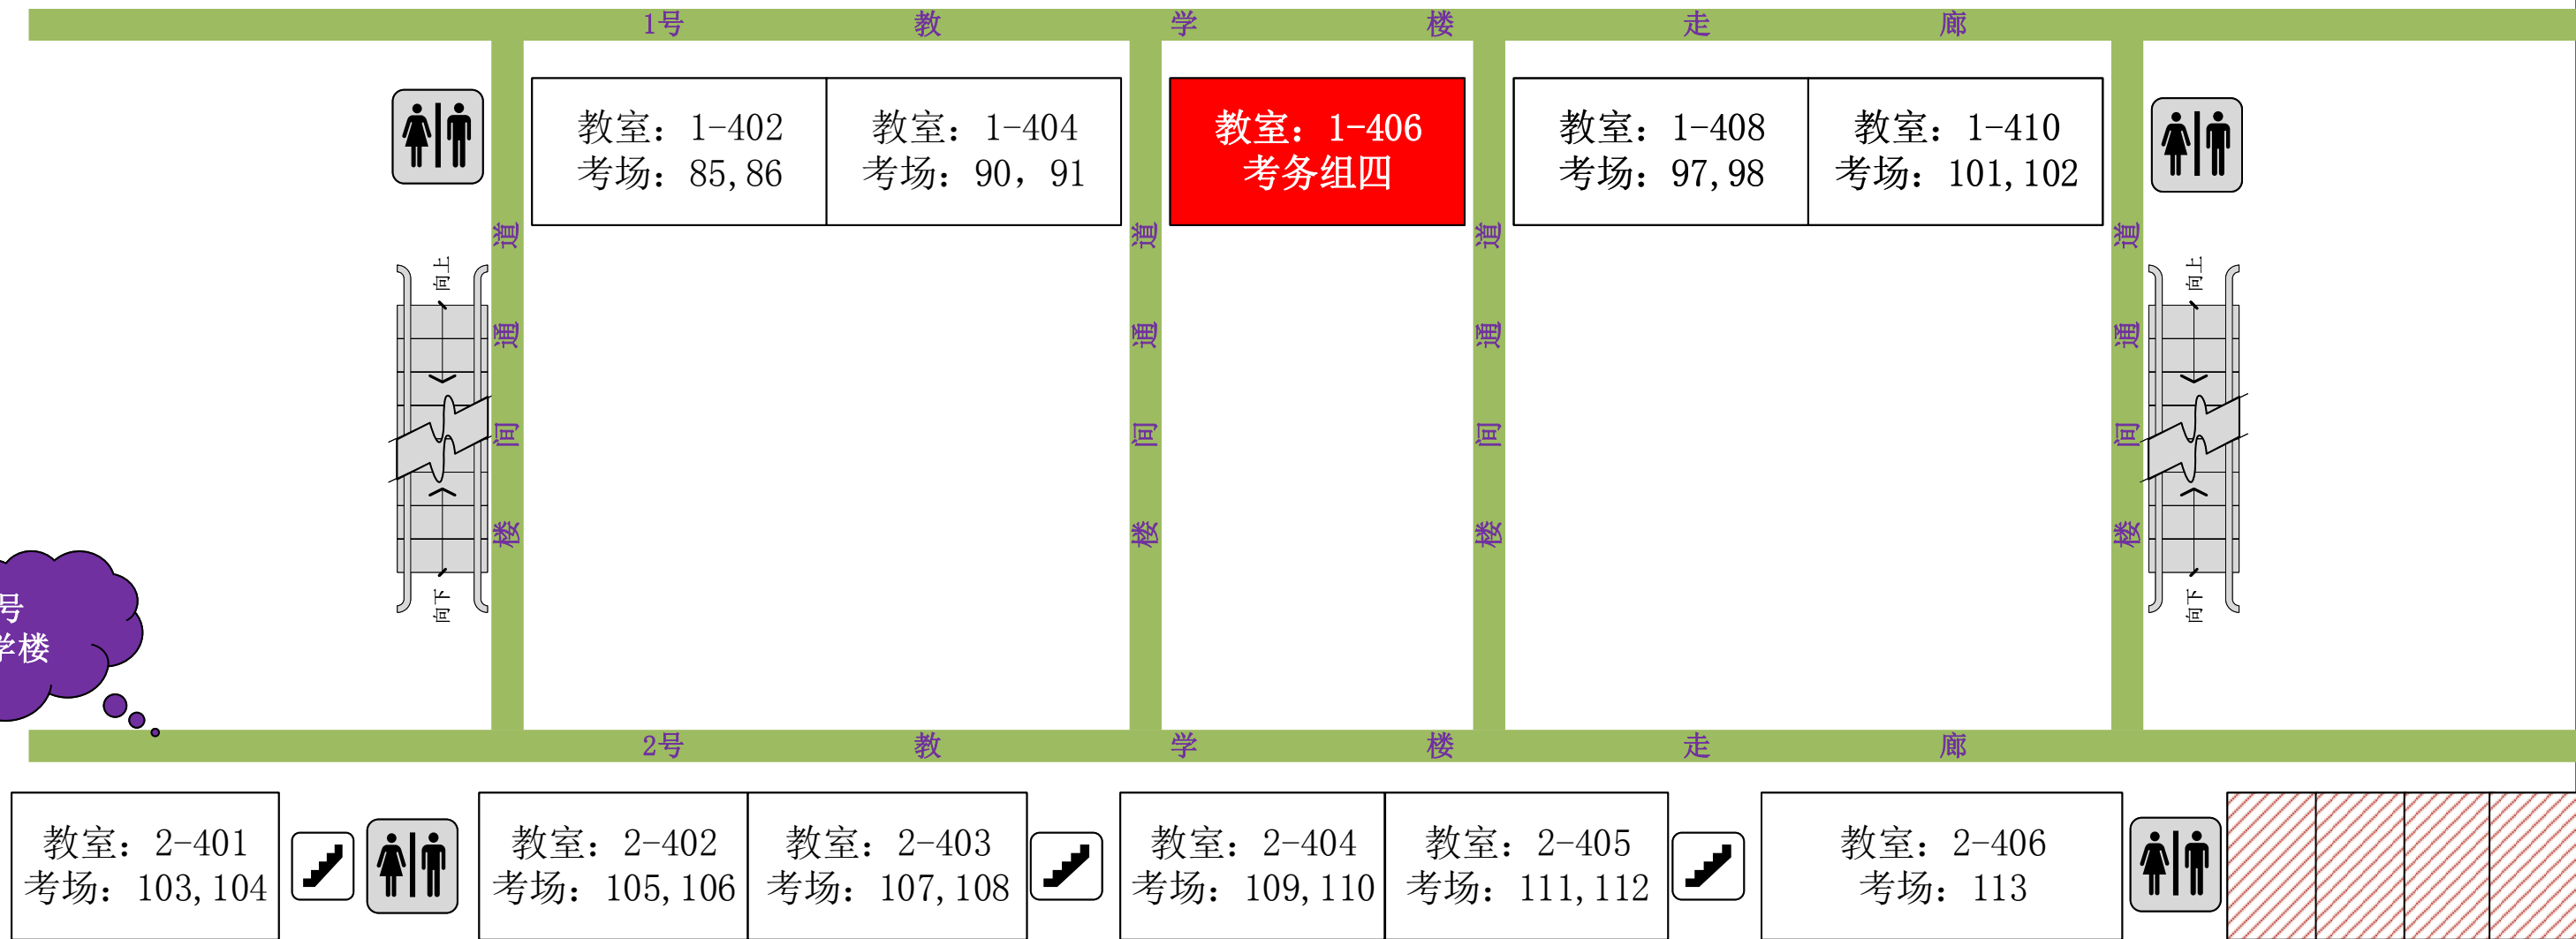 1号 教 学 楼 走 廊
教室：1-402
考场：85,86
教室：1-404
考场：90，91
教室：1-406
考务组四
教室：1-408
考场：97,98
教室：1-410
考场：101,102
向上
向下
楼 间 通 道
楼 间 通 道
楼 间 通 道
楼 间 通 道
向上
向下
号
学楼
2号 教 学 楼 走 廊
教室：2-401
考场：103,104
教室：2-402
考场：105,106
教室：2-403
考场：107,108
教室：2-404
考场：109,110
教室：2-405
考场：111,112
教室：2-406
考场：113